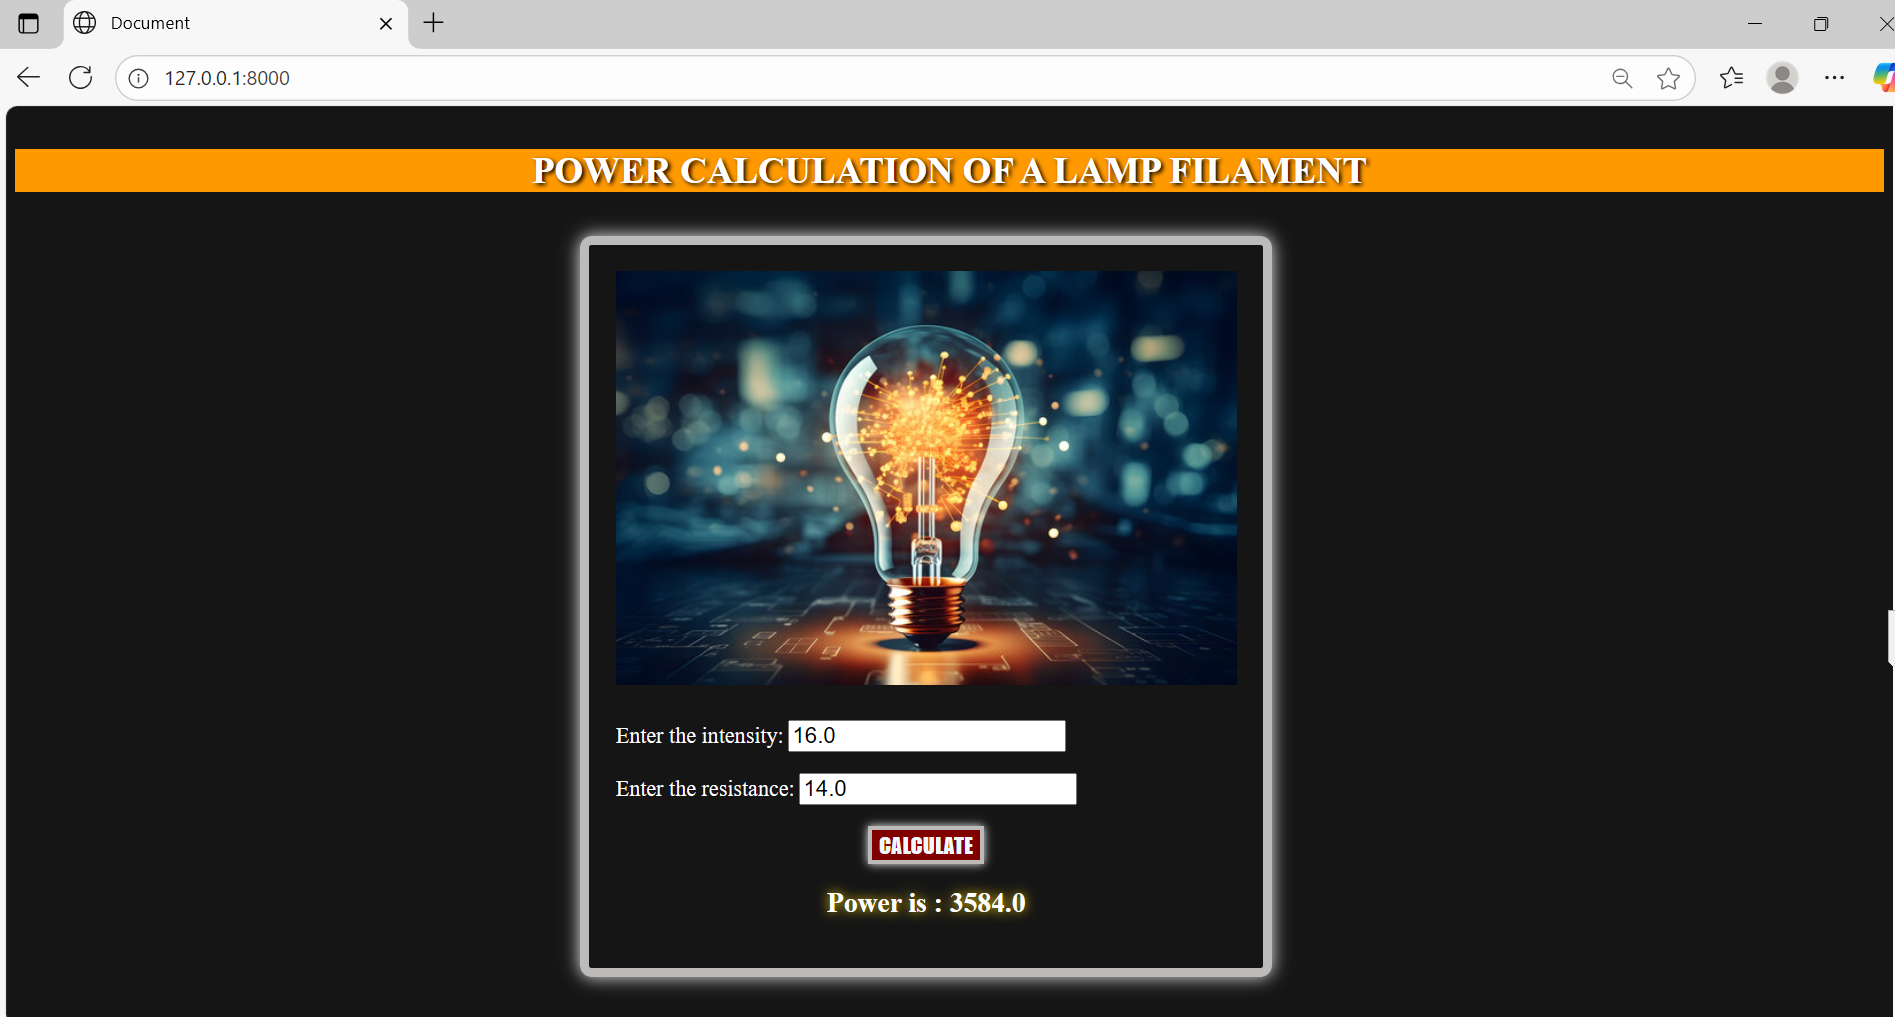 Document
127.0.0.1:8000
POWER CALCULATION OF A LAMP FILAMENT
Enter the intensity: 16.0
Enter the resistance: 14.0
CALCULATE
Power is : 3584.0